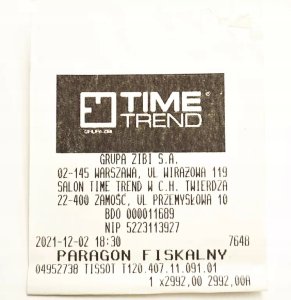 TIME
TREND
GRUPA ZIBI
GRUPA ZIBI S.A.
02-145 WARSZAWA, UL WIRAZOWA 119
SALON TIME TREND W C.H. TWIERDZA
22-400 ZAMOŚĆ, UL PRZEMYSŁOWA 10
BDO 000011689
NIP 5223113927
2021-12-02 18:30 7648
PARAGON FISKALNY
04952738 TISSOT T120.407.11.091.01
1 x2992,00 2992,00A